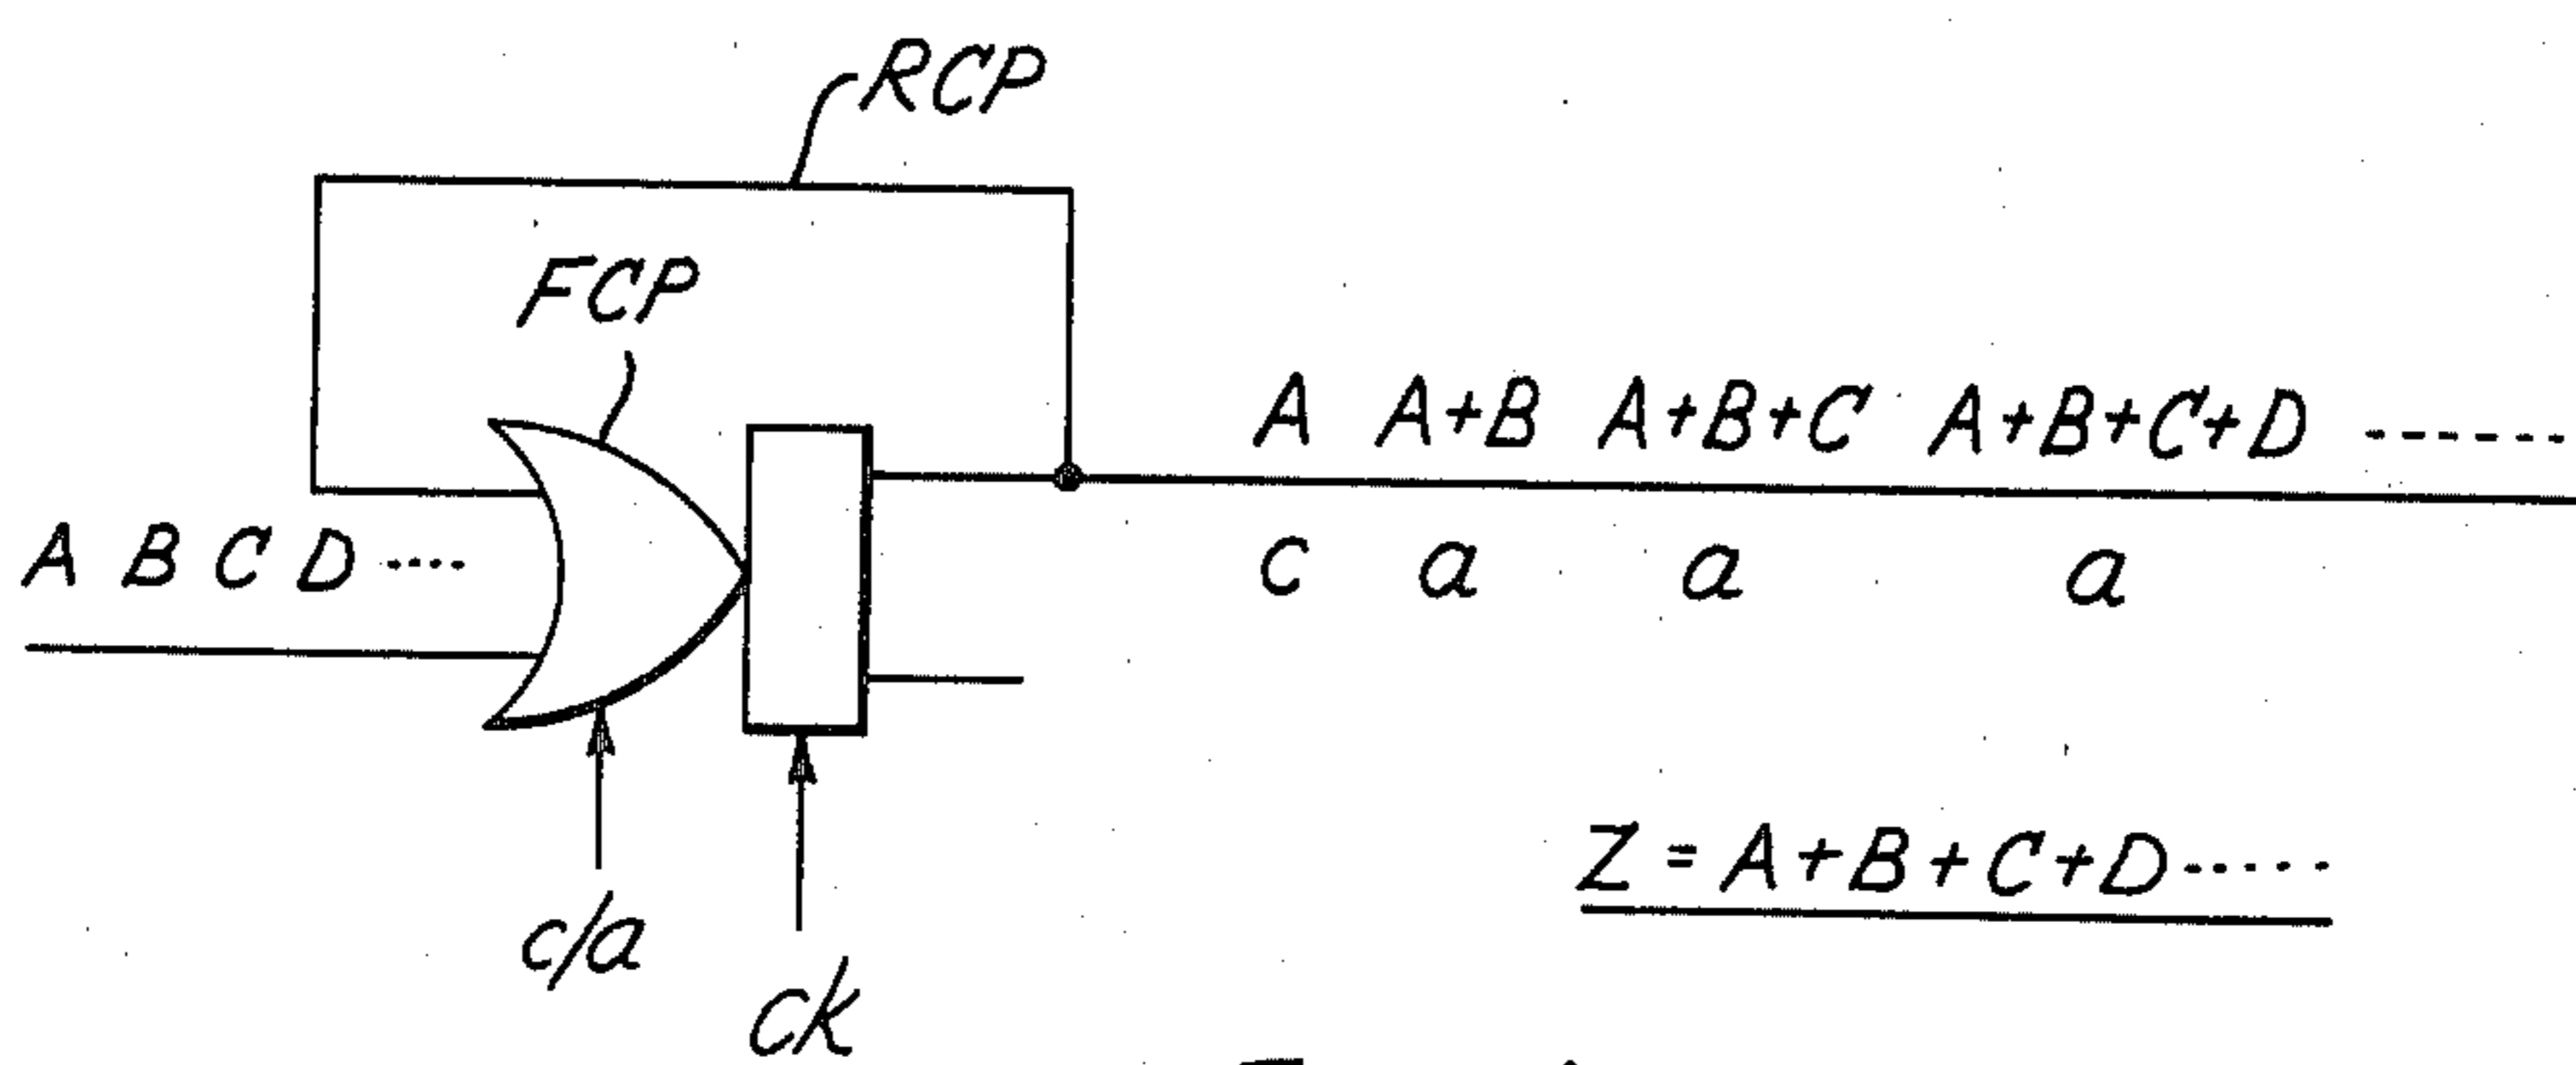 RCP
FCP
A A+B A+B+C A+B+C+D -------
A B C D ----
c a a a
Z = A + B + C + D -----
c/a
ck